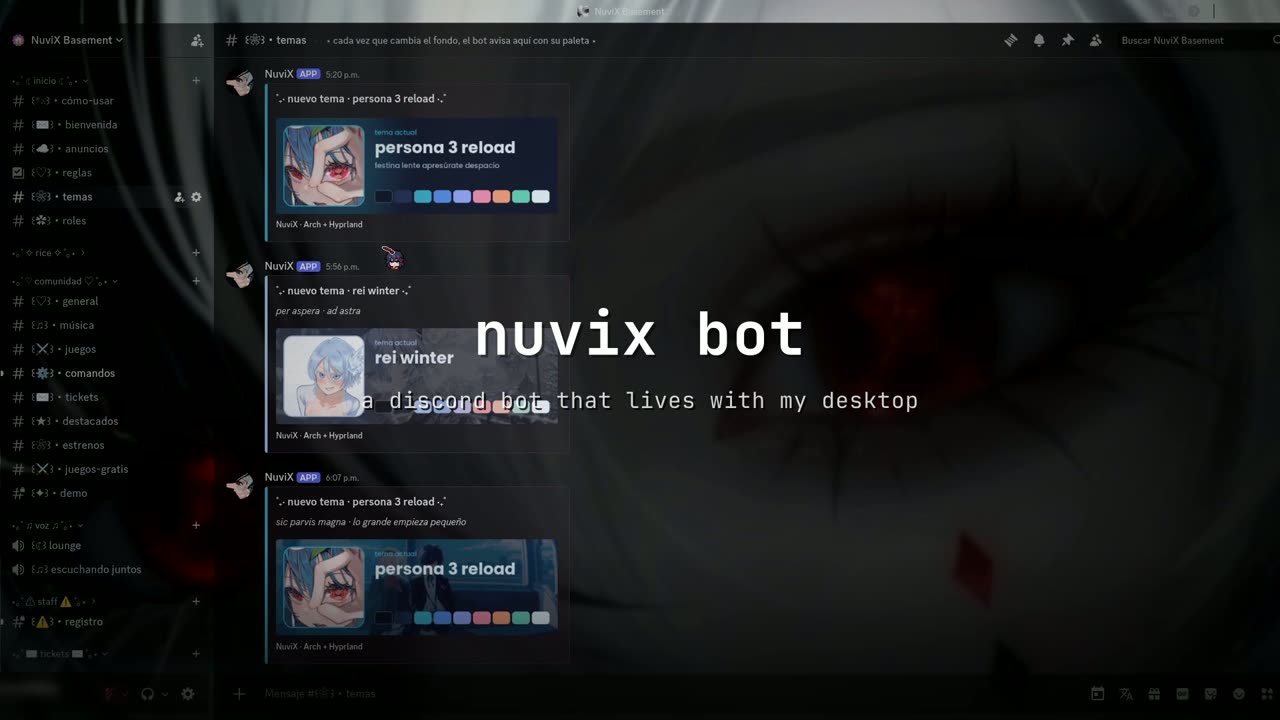 NuviX Basement
NuviX Basement
temas
• cada vez que cambia el fondo, el bot avisa aquí con su paleta •
Buscar NuviX Basement
inicio
cómo-usar
bienvenida
anuncios
reglas
temas
roles
rice
comunidad
general
música
juegos
comandos
tickets
destacados
estrenos
juegos-gratis
demo
voz
lounge
escuchando juntos
staff
registro
tickets
NuviX APP 5:20 p.m.
nuevo tema · persona 3 reload
tema actual
persona 3 reload
festina lente apresúrate despacio
NuviX · Arch + Hyprland
NuviX APP 5:56 p.m.
nuevo tema · rei winter
per aspera · ad astra
tema actual
rei winter
NuviX · Arch + Hyprland
nuvix bot
a discord bot that lives with my desktop
NuviX APP 6:07 p.m.
nuevo tema · persona 3 reload
sic parvis magna · lo grande empieza pequeño
tema actual
persona 3 reload
NuviX · Arch + Hyprland
Mensaje # temas